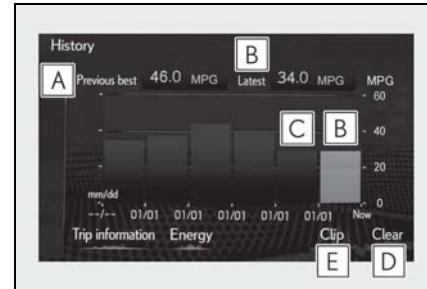 History
B
A Previous best 46.0 MPG Latest 34.0 MPG MPG
60
C B
40
20
mm/dd
0
--/-- 01/01 01/01 01/01 01/01 01/01 Now
Trip information Energy Clip Clear
E D